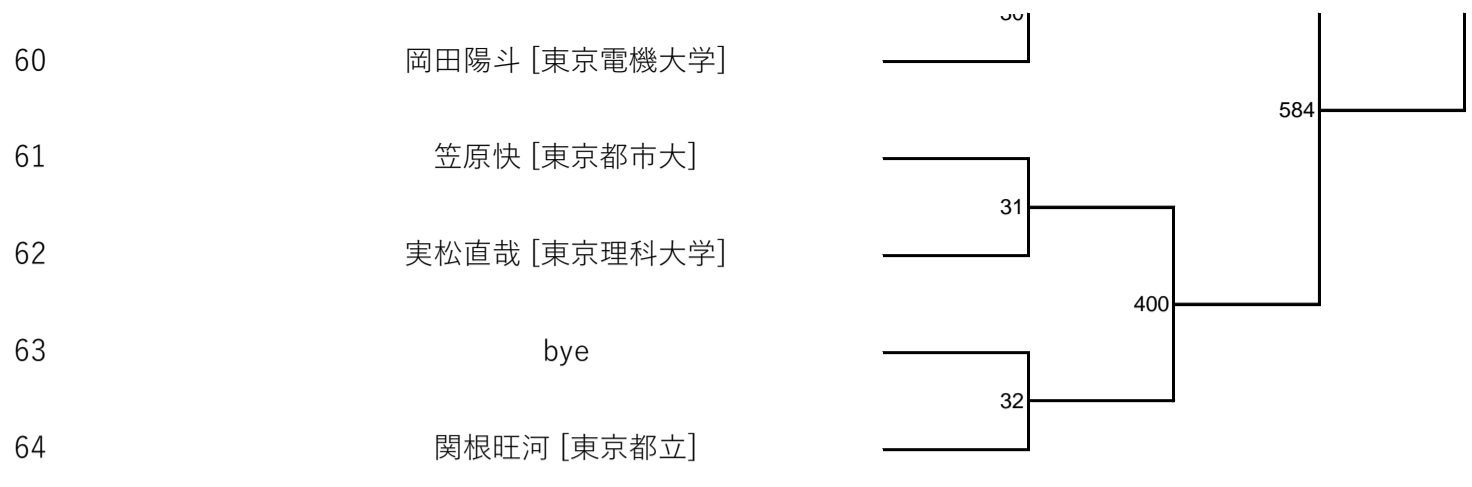 60 岡田陽斗 [東京電機大学]
584
61 笠原快 [東京都市大]
31
62 実松直哉 [東京理科大学]
400
63 bye
32
64 関根旺河 [東京都立]